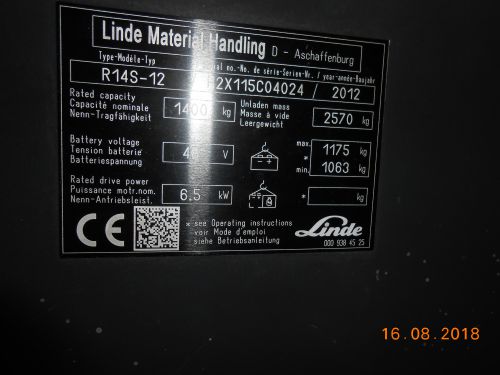 Linde Material Handling D - Aschaffenburg
Type-Modèle-Typ
no. de série-Serien-Nr. / year-année-Baujahr
R14S-12 2X115C04024 / 2012
Rated capacity
Capacité nominale
Nenn-Tragfähigkeit
1400 kg
Unladen mass
Masse à vide
Leergewicht
2570 kg
Battery voltage
Tension batterie
Batteriespannung
V
max. 1175 kg
*
min. 1063 kg
Rated drive power
Puissance motr.nom.
Nenn-Antriebsleist.
6.5 kW
* kg
CE
* see Operating instructions
voir Mode d'emploi
siehe Betriebsanleitung
Linde
000 938 45 25
16.08.2018